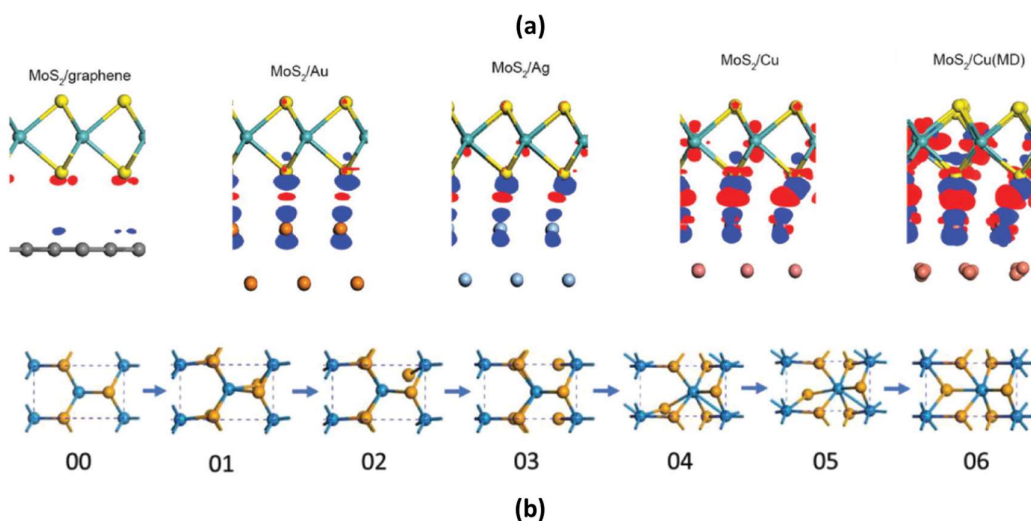 (a)
MoS₂/graphene
MoS₂/Au
MoS₂/Ag
MoS₂/Cu
MoS₂/Cu(MD)
00 01 02 03 04 05 06
(b)